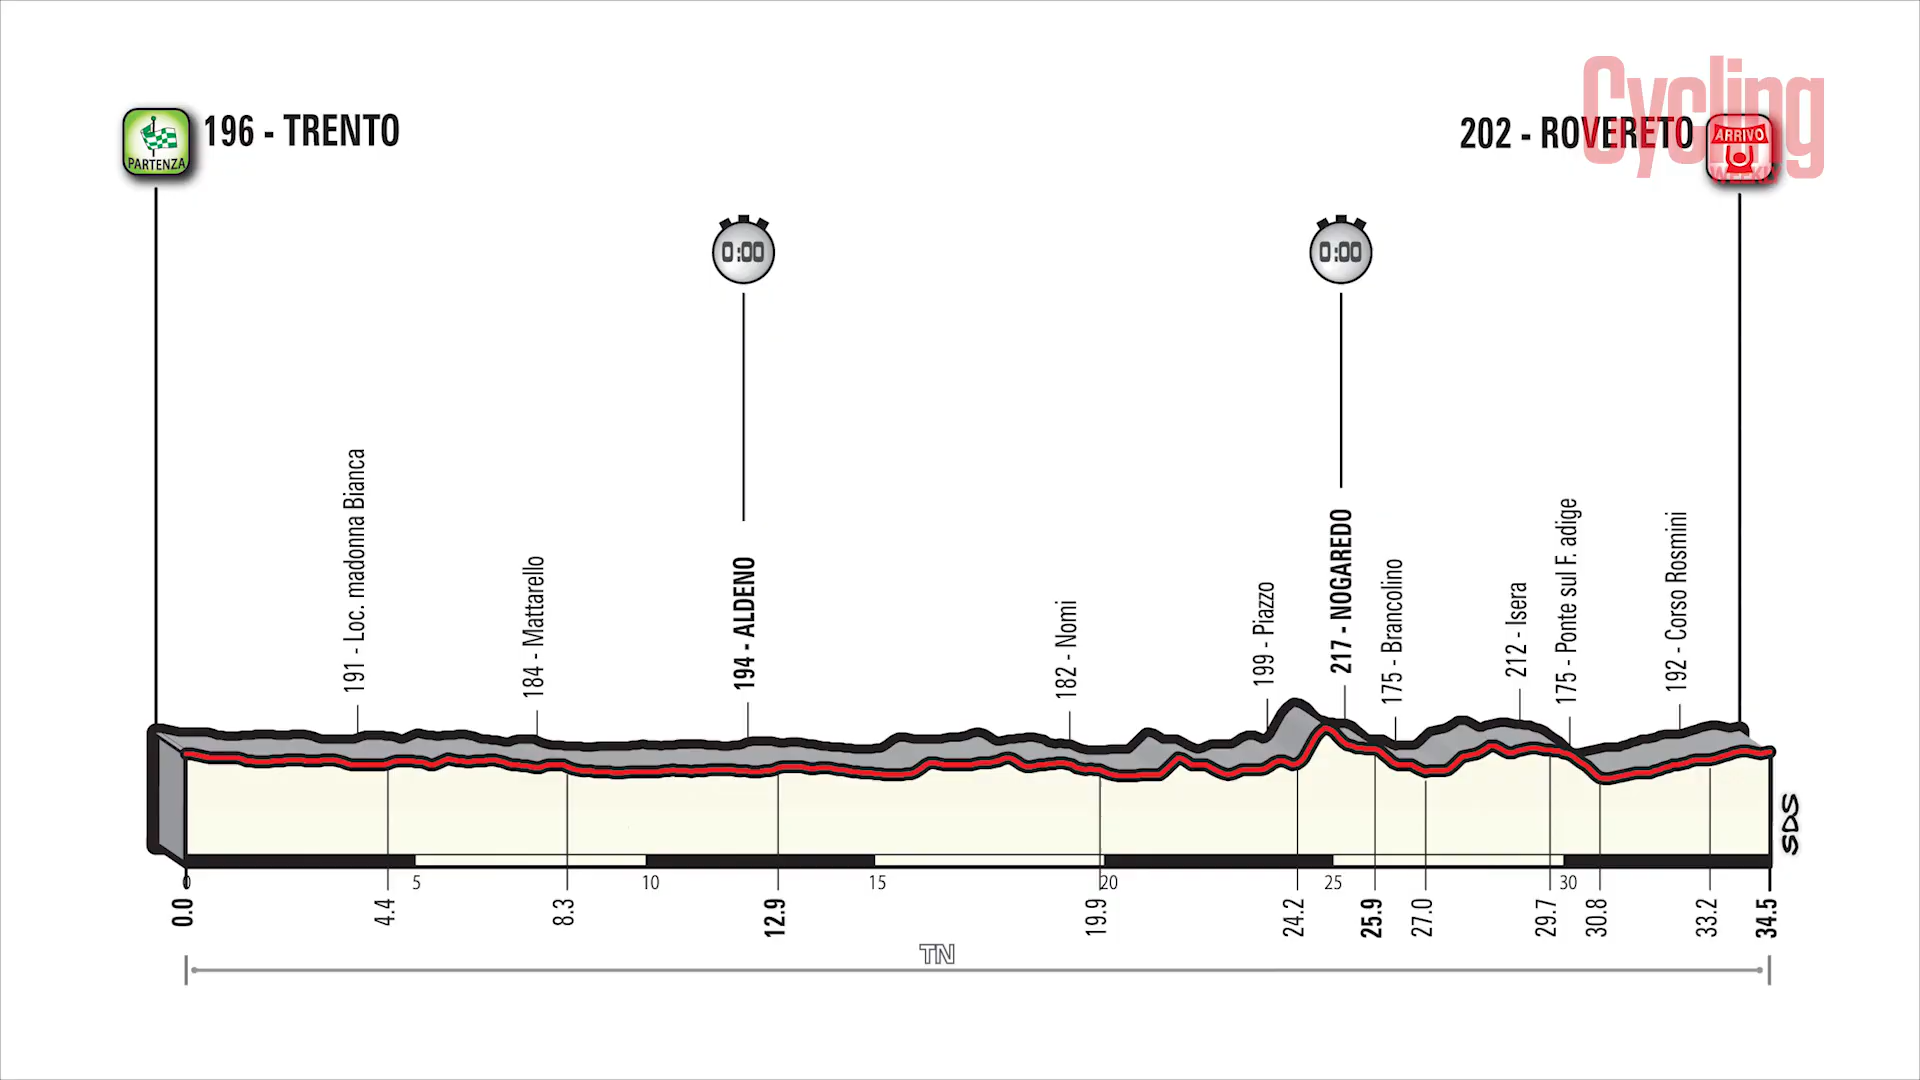 Cycling
WEEKLY
PARTENZA
196 - TRENTO
202 - ROVERETO
ARRIVO
0:00
0:00
191 - Loc. madonna Bianca
184 - Mattarello
194 - ALDENO
182 - Nomi
199 - Piazzo
217 - NOGAREDO
175 - Brancolino
212 - Isera
175 - Ponte sul F. adige
192 - Corso Rosmini
SDS
0
5
10
15
20
25
30
0.0
4.4
8.3
12.9
19.9
24.2
25.9
27.0
29.7
30.8
33.2
34.5
TN